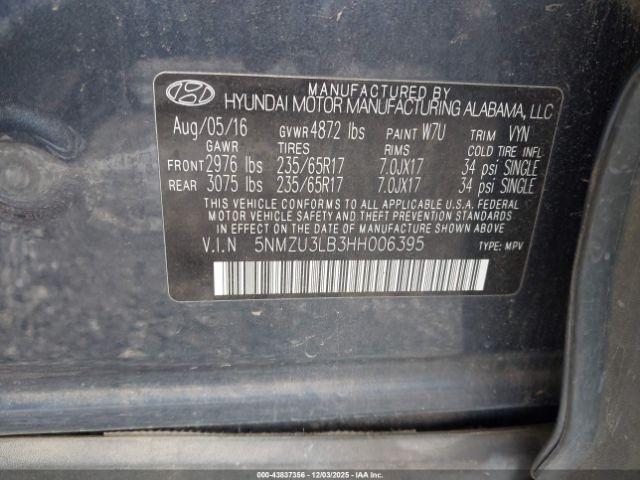 MANUFACTURED BY
HYUNDAI MOTOR MANUFACTURING ALABAMA, LLC
Aug/05/16 GVWR 4872 lbs PAINT W7U TRIM VYN
GAWR TIRES RIMS COLD TIRE INFL
FRONT 2976 lbs 235/65R17 7.0JX17 34 psi SINGLE
REAR 3075 lbs 235/65R17 7.0JX17 34 psi SINGLE
THIS VEHICLE CONFORMS TO ALL APPLICABLE U.S.A. FEDERAL
MOTOR VEHICLE SAFETY, BUMPER, AND THEFT PREVENTION STANDARDS
IN EFFECT ON THE DATE OF MANUFACTURE SHOWN ABOVE
V.I.N 5NMZU3LB3HH006395 TYPE: MPV
000-43837356 - 12/03/2025 - IAAI.COM